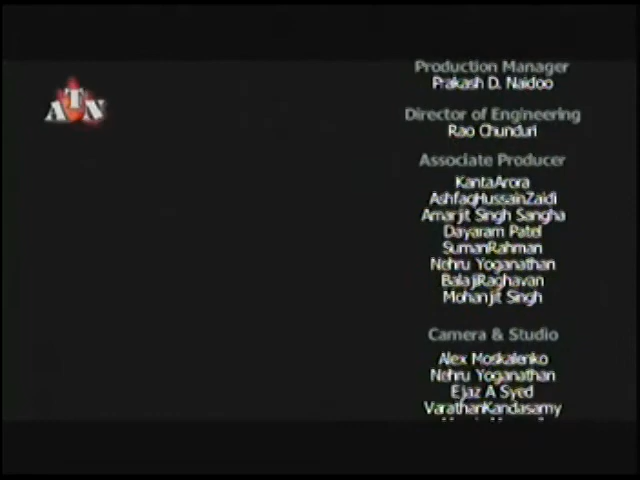 ATN
Production Manager
Prakash D. Naidoo
Director of Engineering
Rao Chunduri
Associate Producer
KantaArora
AshfaqHussainZaidi
Amarjit Singh Sangha
Dayaram Patel
SumanRahman
Nehru Yoganathan
BalajiRaghavan
Mohanjit Singh
Camera & Studio
Alex Moskalenko
Nehru Yoganathan
Ejaz A Syed
VarathanKandasamy